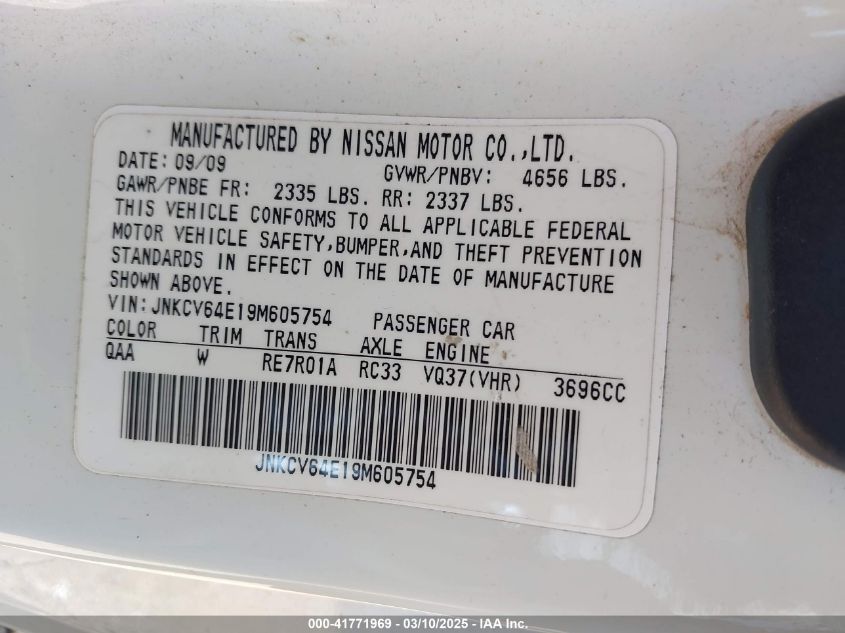 MANUFACTURED BY NISSAN MOTOR CO.,LTD.
DATE: 09/09 GVWR/PNBV: 4656 LBS.
GAWR/PNBE FR: 2335 LBS. RR: 2337 LBS.
THIS VEHICLE CONFORMS TO ALL APPLICABLE FEDERAL
MOTOR VEHICLE SAFETY,BUMPER,AND THEFT PREVENTION
STANDARDS IN EFFECT ON THE DATE OF MANUFACTURE
SHOWN ABOVE.
VIN:JNKCV64E19M605754 PASSENGER CAR
COLOR TRIM TRANS AXLE ENGINE
QAA W RE7R01A RC33 VQ37(VHR) 3696CC
JNKCV64E19M605754
000-41771969 — 03/10/2025 — IAA Inc.